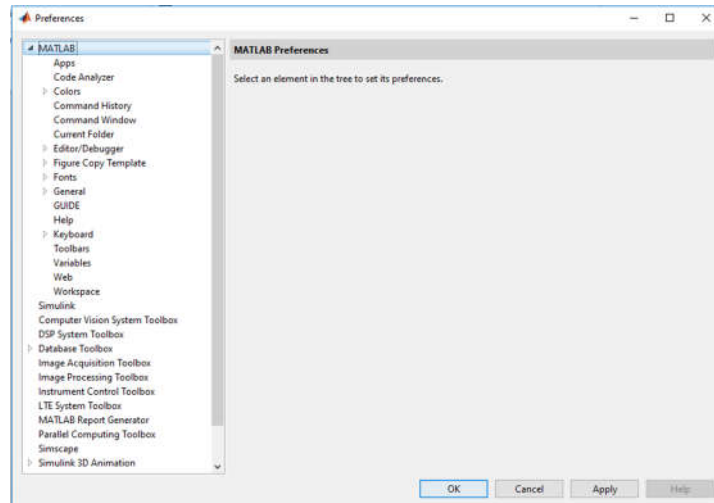 Preferences
MATLAB
Apps
Code Analyzer
Colors
Command History
Command Window
Current Folder
Editor/Debugger
Figure Copy Template
Fonts
General
GUIDE
Help
Keyboard
Toolbars
Variables
Web
Workspace
Simulink
Computer Vision System Toolbox
DSP System Toolbox
Database Toolbox
Image Acquisition Toolbox
Image Processing Toolbox
Instrument Control Toolbox
LTE System Toolbox
MATLAB Report Generator
Parallel Computing Toolbox
Simscape
Simulink 3D Animation
MATLAB Preferences
Select an element in the tree to set its preferences.
OK Cancel Apply Help